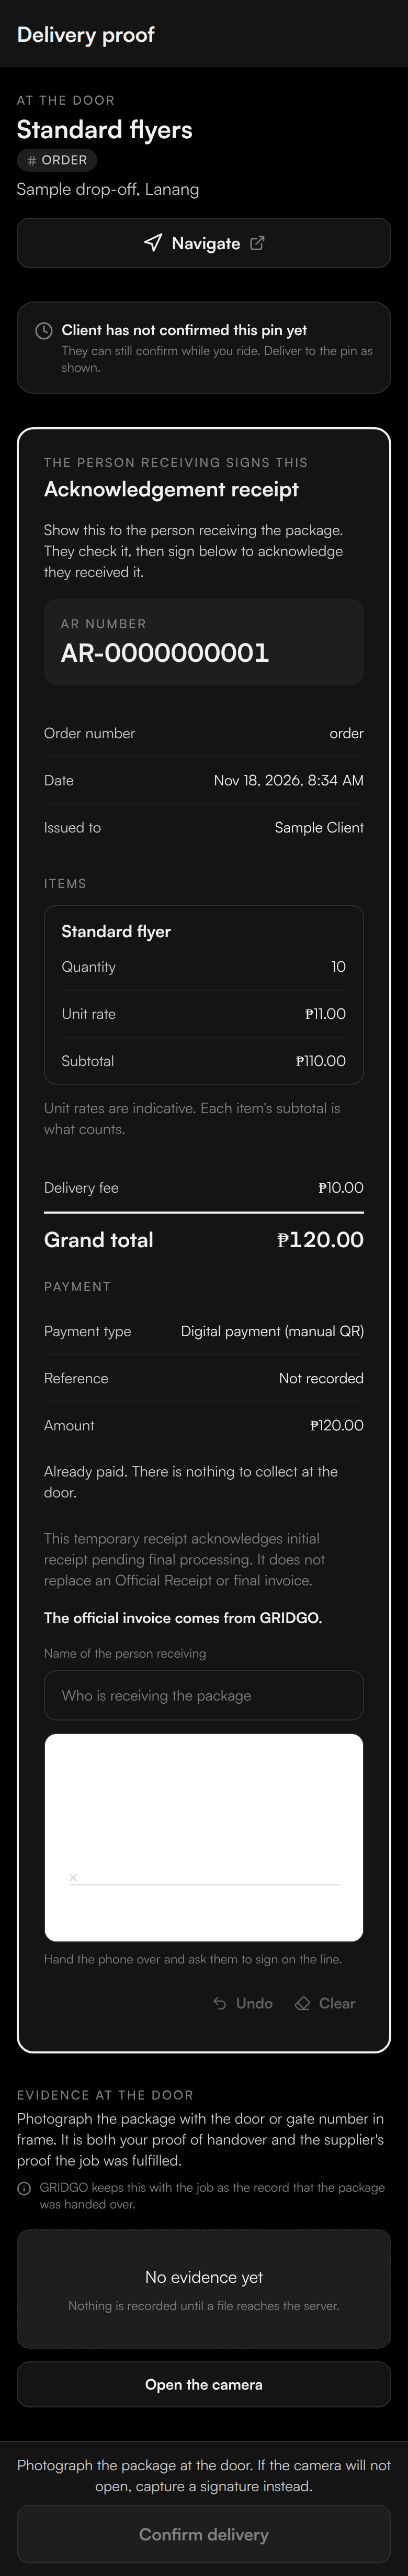 Delivery proof
AT THE DOOR
Standard flyers
# ORDER
Sample drop-off, Lanang
Navigate
Client has not confirmed this pin yet
They can still confirm while you ride. Deliver to the pin as
shown.
THE PERSON RECEIVING SIGNS THIS
Acknowledgement receipt
Show this to the person receiving the package.
They check it, then sign below to acknowledge
they received it.
AR NUMBER
AR-0000000001
Order number order
Date Nov 18, 2026, 8:34 AM
Issued to Sample Client
ITEMS
Standard flyer
Quantity 10
Unit rate ₱11.00
Subtotal ₱110.00
Unit rates are indicative. Each item's subtotal is
what counts.
Delivery fee ₱10.00
Grand total ₱120.00
PAYMENT
Payment type Digital payment (manual QR)
Reference Not recorded
Amount ₱120.00
Already paid. There is nothing to collect at the
door.
This temporary receipt acknowledges initial
receipt pending final processing. It does not
replace an Official Receipt or final invoice.
The official invoice comes from GRIDGO.
Name of the person receiving
Who is receiving the package
Hand the phone over and ask them to sign on the line.
Undo Clear
EVIDENCE AT THE DOOR
Photograph the package with the door or gate number in
frame. It is both your proof of handover and the supplier's
proof the job was fulfilled.
GRIDGO keeps this with the job as the record that the package
was handed over.
No evidence yet
Nothing is recorded until a file reaches the server.
Open the camera
Photograph the package at the door. If the camera will not
open, capture a signature instead.
Confirm delivery